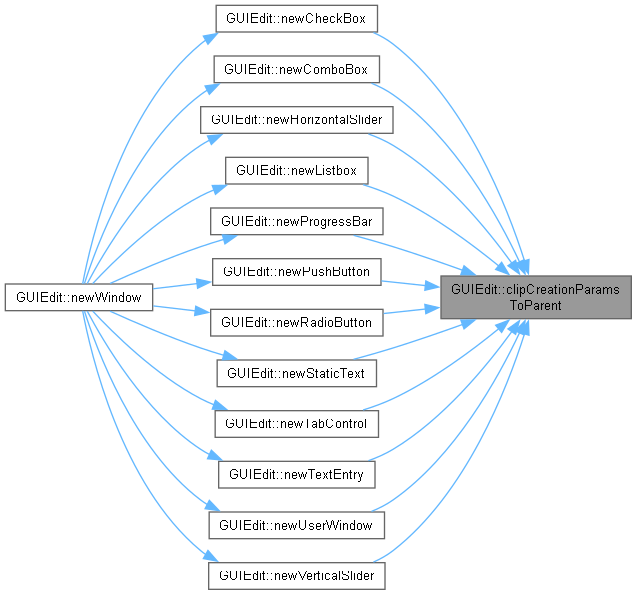 GUIEdit::newCheckBox
GUIEdit::newComboBox
GUIEdit::newHorizontalSlider
GUIEdit::newListbox
GUIEdit::newProgressBar
GUIEdit::newPushButton
GUIEdit::clipCreationParams
ToParent
GUIEdit::newWindow
GUIEdit::newRadioButton
GUIEdit::newStaticText
GUIEdit::newTabControl
GUIEdit::newTextEntry
GUIEdit::newUserWindow
GUIEdit::newVerticalSlider